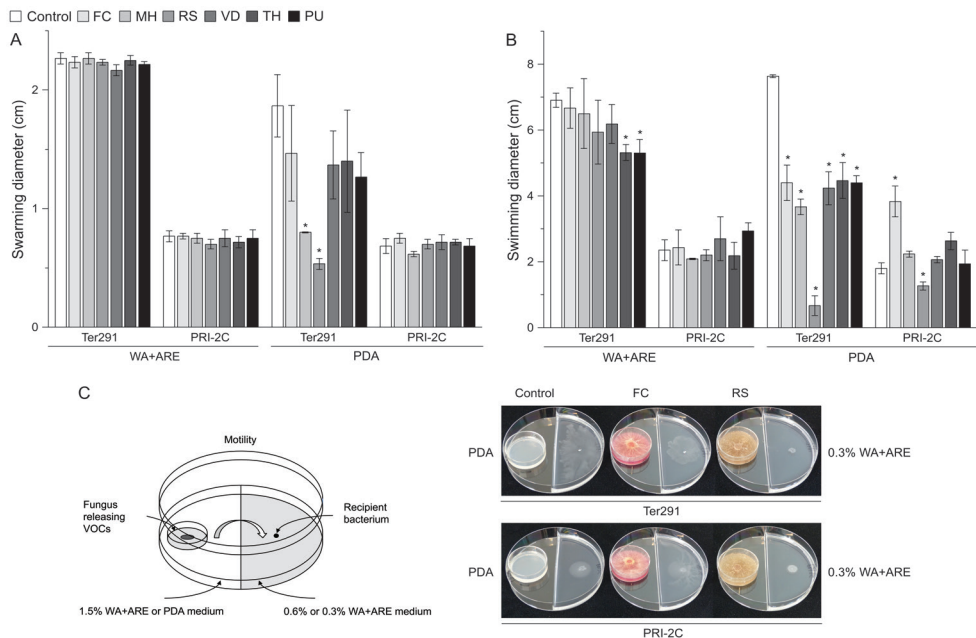 Control FC MH RS VD TH PU
A
Swarming diameter (cm)
2
1
0
*
*
Ter291 PRI-2C Ter291 PRI-2C
WA+ARE PDA
B
Swimming diameter (cm)
8
6
4
2
0
* *
* * * * * *
* *
Ter291 PRI-2C Ter291 PRI-2C
WA+ARE PDA
C
Motility
Fungus
releasing
VOCs
Recipient
bacterium
1.5% WA+ARE or PDA medium
0.6% or 0.3% WA+ARE medium
Control FC RS
PDA 0.3% WA+ARE
Ter291
PDA 0.3% WA+ARE
PRI-2C